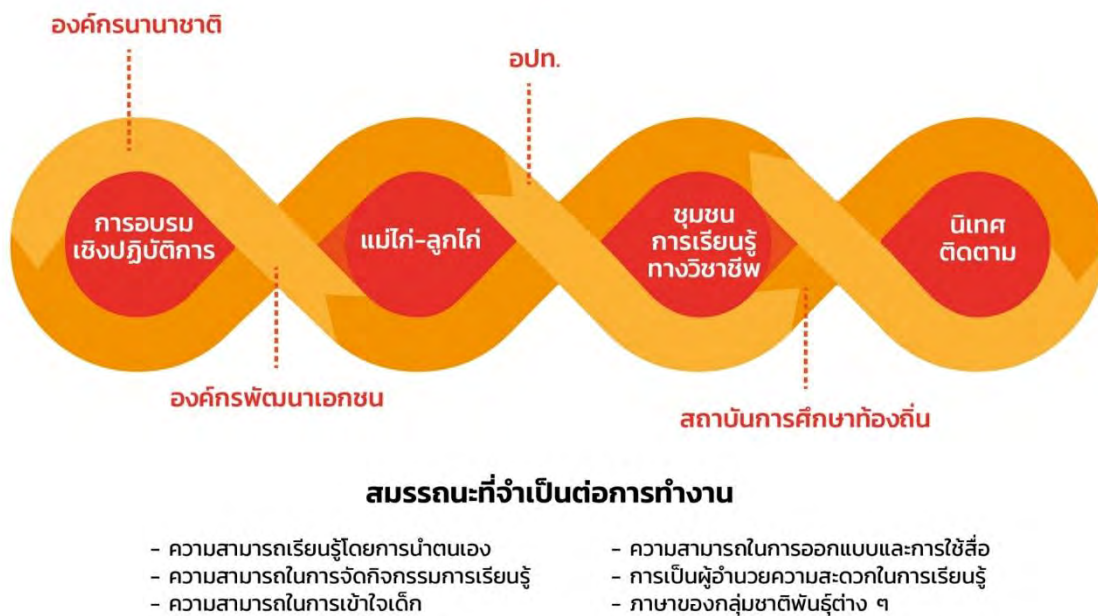 องค์กรนานาชาติ
อปท.
การอบรม
เชิงปฏิบัติการ
แม่ไก่-ลูกไก่
ชุมชน
การเรียนรู้
ทางวิชาชีพ
นิเทศ
ติดตาม
องค์กรพัฒนาเอกชน
สถาบันการศึกษาท้องถิ่น
สมรรถนะที่จำเป็นต่อการทำงาน
- ความสามารถเรียนรู้โดยการนำตนเอง
- ความสามารถในการจัดกิจกรรมการเรียนรู้
- ความสามารถในการเข้าใจเด็ก
- ความสามารถในการออกแบบและการใช้สื่อ
- การเป็นผู้อำนวยความสะดวกในการเรียนรู้
- ภาษาของกลุ่มชาติพันธุ์ต่าง ๆ